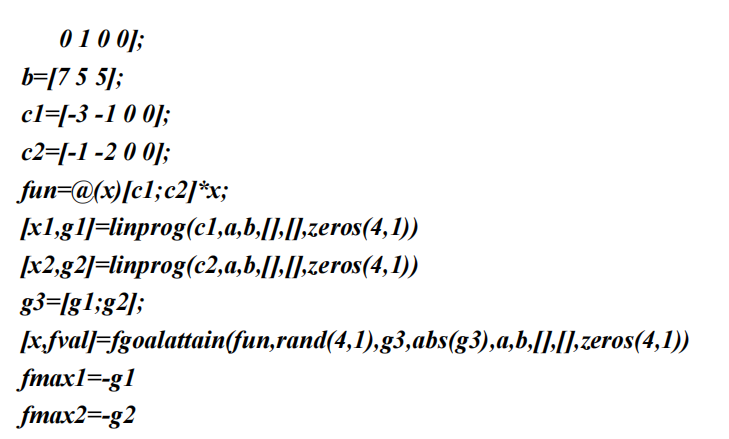 0 1 0 0];
b=[7 5 5];
c1=[-3 -1 0 0];
c2=[-1 -2 0 0];
fun=@(x)[c1;c2]*x;
[x1,g1]=linprog(c1,a,b,[],[],zeros(4,1))
[x2,g2]=linprog(c2,a,b,[],[],zeros(4,1))
g3=[g1;g2];
[x,fval]=fgoalattain(fun,rand(4,1),g3,abs(g3),a,b,[],[],zeros(4,1))
fmax1=-g1
fmax2=-g2